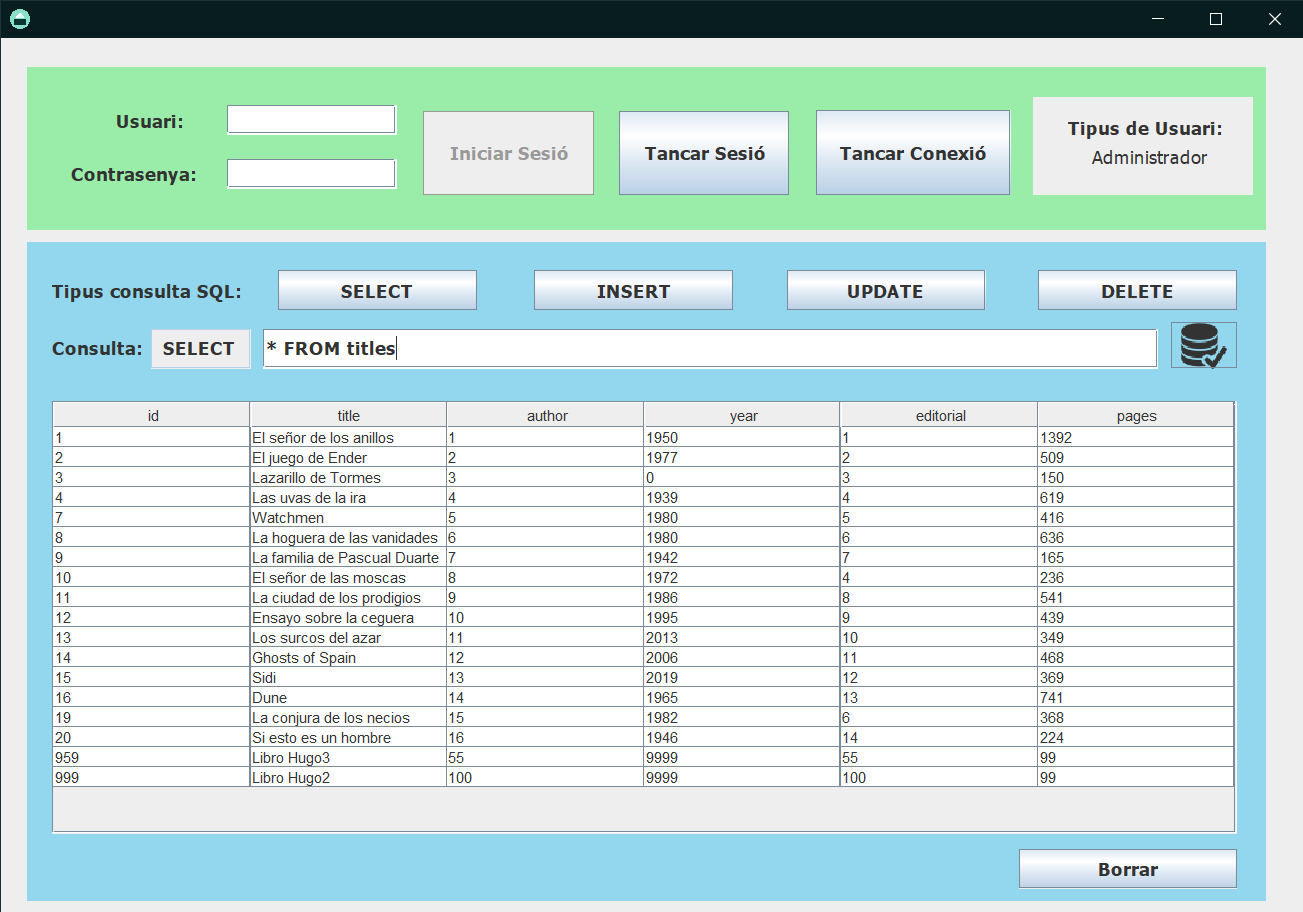 Usuari:
Contrasenya:
Iniciar Sesió
Tancar Sesió
Tancar Conexió
Tipus de Usuari:
Administrador
Tipus consulta SQL: SELECT INSERT UPDATE DELETE
Consulta: SELECT * FROM titles
id title author year editorial pages
1 El señor de los anillos 1 1950 1 1392
2 El juego de Ender 2 1977 2 509
3 Lazarillo de Tormes 3 0 3 150
4 Las uvas de la ira 4 1939 4 619
7 Watchmen 5 1980 5 416
8 La hoguera de las vanidades 6 1980 6 636
9 La familia de Pascual Duarte 7 1942 7 165
10 El señor de las moscas 8 1972 4 236
11 La ciudad de los prodigios 9 1986 8 541
12 Ensayo sobre la ceguera 10 1995 9 439
13 Los surcos del azar 11 2013 10 349
14 Ghosts of Spain 12 2006 11 468
15 Sidi 13 2019 12 369
16 Dune 14 1965 13 741
19 La conjura de los necios 15 1982 6 368
20 Si esto es un hombre 16 1946 14 224
959 Libro Hugo3 55 9999 55 99
999 Libro Hugo2 100 9999 100 99
Borrar